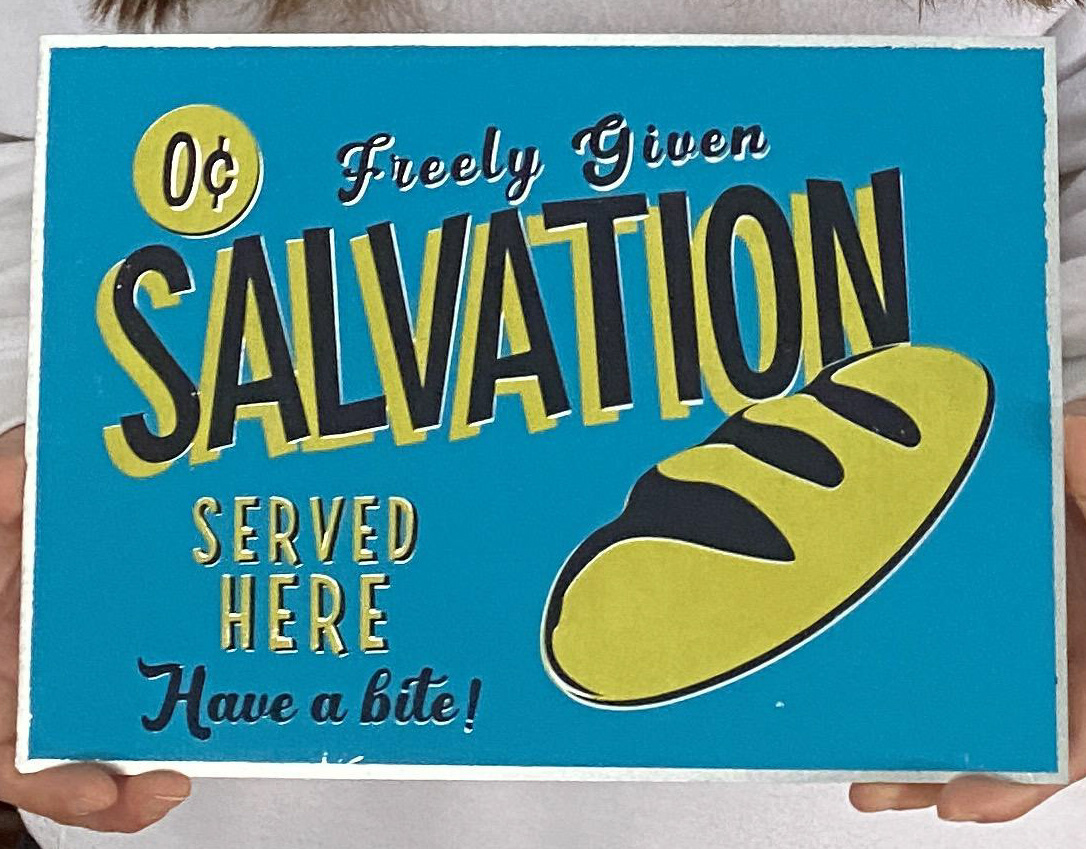 0¢
Freely Given
SALVATION
SERVED
HERE
Have a bite!